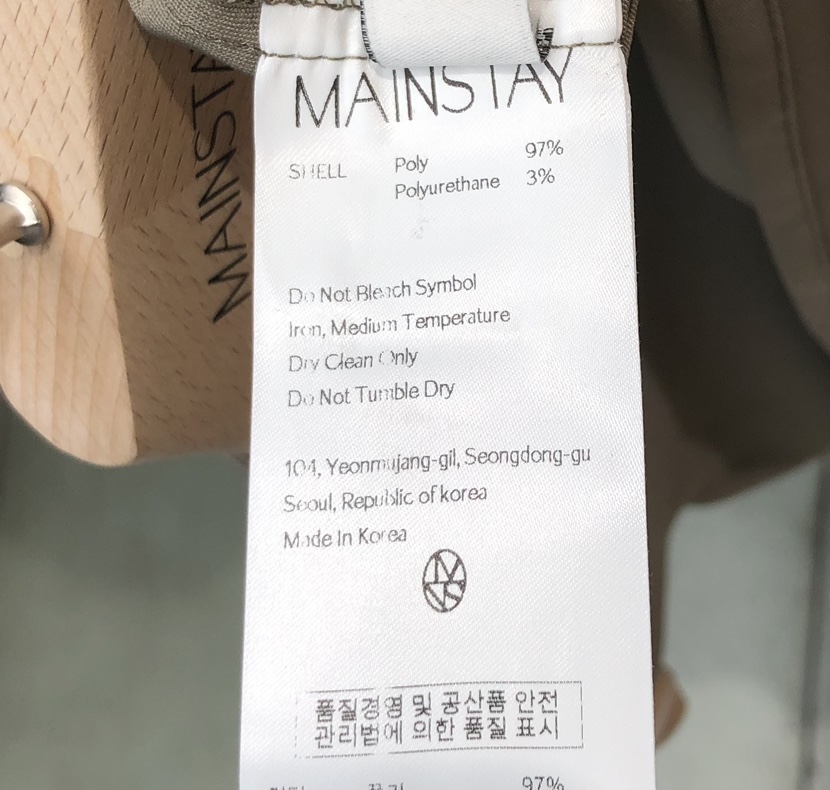 MAINSTAY
MAINSTA
SHELL Poly 97%
Polyurethane 3%
Do Not Bleach Symbol
Iron, Medium Temperature
Dry Clean Only
Do Not Tumble Dry
104, Yeonmujang-gil, Seongdong-gu
Seoul, Republic of korea
Made In Korea
품질경영 및 공산품 안전
관리법에 의한 품질 표시
97%